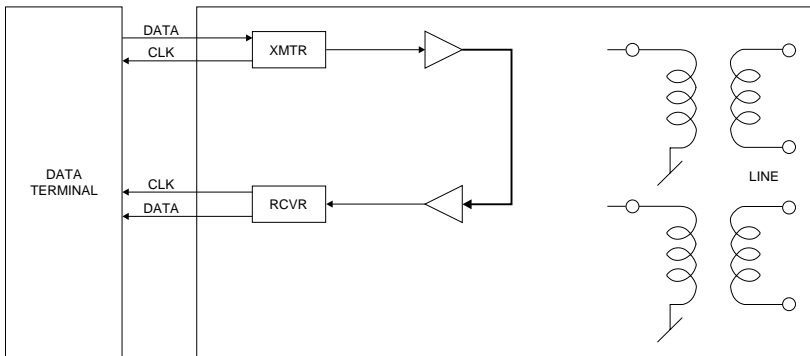 DATA
CLK
XMTR
DATA
TERMINAL
CLK
DATA
RCVR
LINE